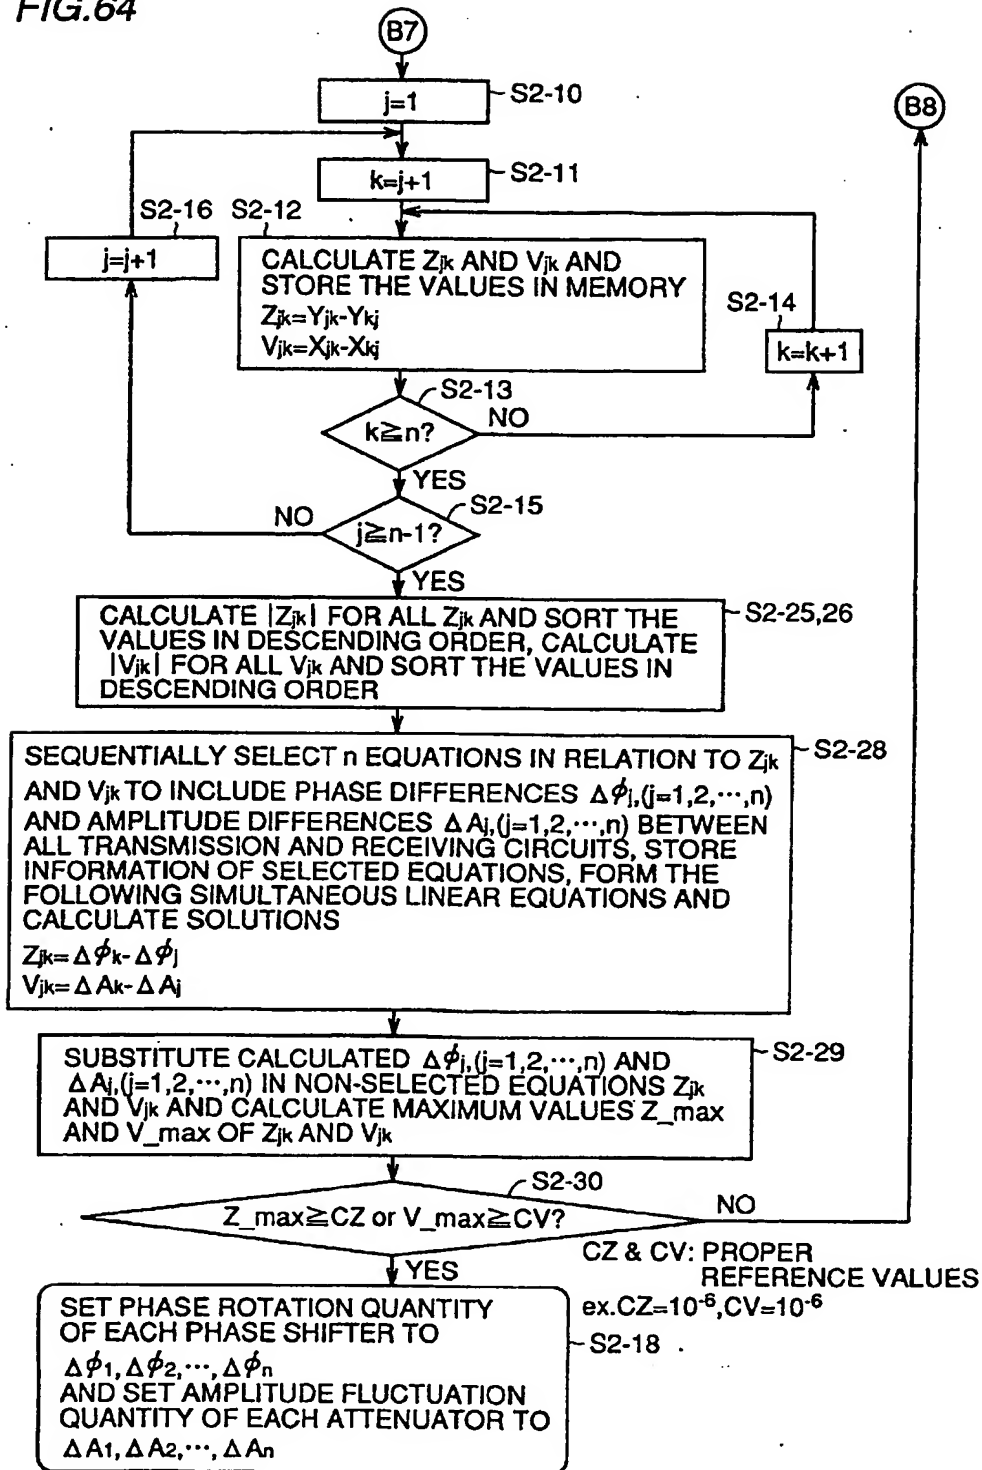 FIG.64
B7
j=1
S2-10
B8
k=j+1
S2-11
S2-16
S2-12
j=j+1
CALCULATE Zjk AND Vjk AND
STORE THE VALUES IN MEMORY
Zjk=Yjk-Ykj
Vjk=Xjk-Xkj
S2-14
k=k+1
S2-13
k≧n?
NO
YES
S2-15
j≧n-1?
NO
YES
CALCULATE |Zjk| FOR ALL Zjk AND SORT THE
VALUES IN DESCENDING ORDER, CALCULATE
|Vjk| FOR ALL Vjk AND SORT THE VALUES IN
DESCENDING ORDER
S2-25,26
SEQUENTIALLY SELECT n EQUATIONS IN RELATION TO Zjk
AND Vjk TO INCLUDE PHASE DIFFERENCES Δϕj,(j=1,2,···,n)
AND AMPLITUDE DIFFERENCES ΔAj,(j=1,2,···,n) BETWEEN
ALL TRANSMISSION AND RECEIVING CIRCUITS, STORE
INFORMATION OF SELECTED EQUATIONS, FORM THE
FOLLOWING SIMULTANEOUS LINEAR EQUATIONS AND
CALCULATE SOLUTIONS
Zjk=Δϕk-Δϕj
Vjk=ΔAk-ΔAj
S2-28
SUBSTITUTE CALCULATED Δϕj,(j=1,2,···,n) AND
ΔAj,(j=1,2,···,n) IN NON-SELECTED EQUATIONS Zjk
AND Vjk AND CALCULATE MAXIMUM VALUES Z_max
AND V_max OF Zjk AND Vjk
S2-29
S2-30
Z_max≧CZ or V_max≧CV?
NO
YES
CZ & CV: PROPER
REFERENCE VALUES
ex.CZ=10⁻⁶,CV=10⁻⁶
SET PHASE ROTATION QUANTITY
OF EACH PHASE SHIFTER TO
Δϕ1,Δϕ2,···,Δϕn
AND SET AMPLITUDE FLUCTUATION
QUANTITY OF EACH ATTENUATOR TO
ΔA1,ΔA2,···,ΔAn
S2-18